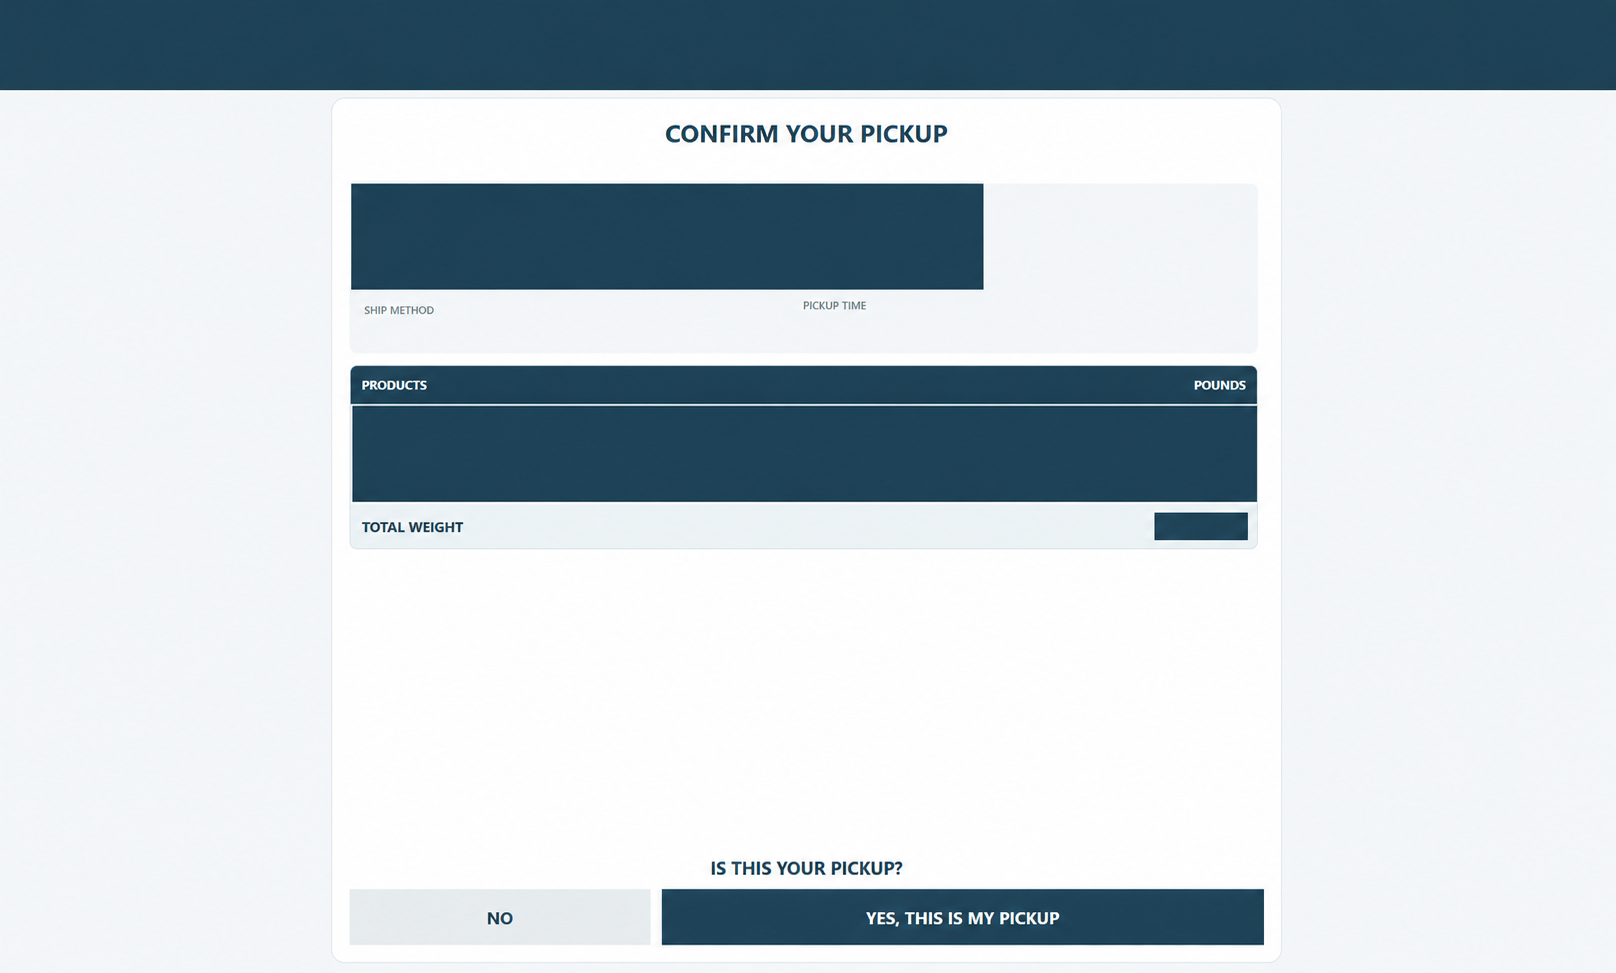 CONFIRM YOUR PICKUP
SHIP METHOD
PICKUP TIME
PRODUCTS POUNDS
TOTAL WEIGHT
IS THIS YOUR PICKUP?
NO
YES, THIS IS MY PICKUP